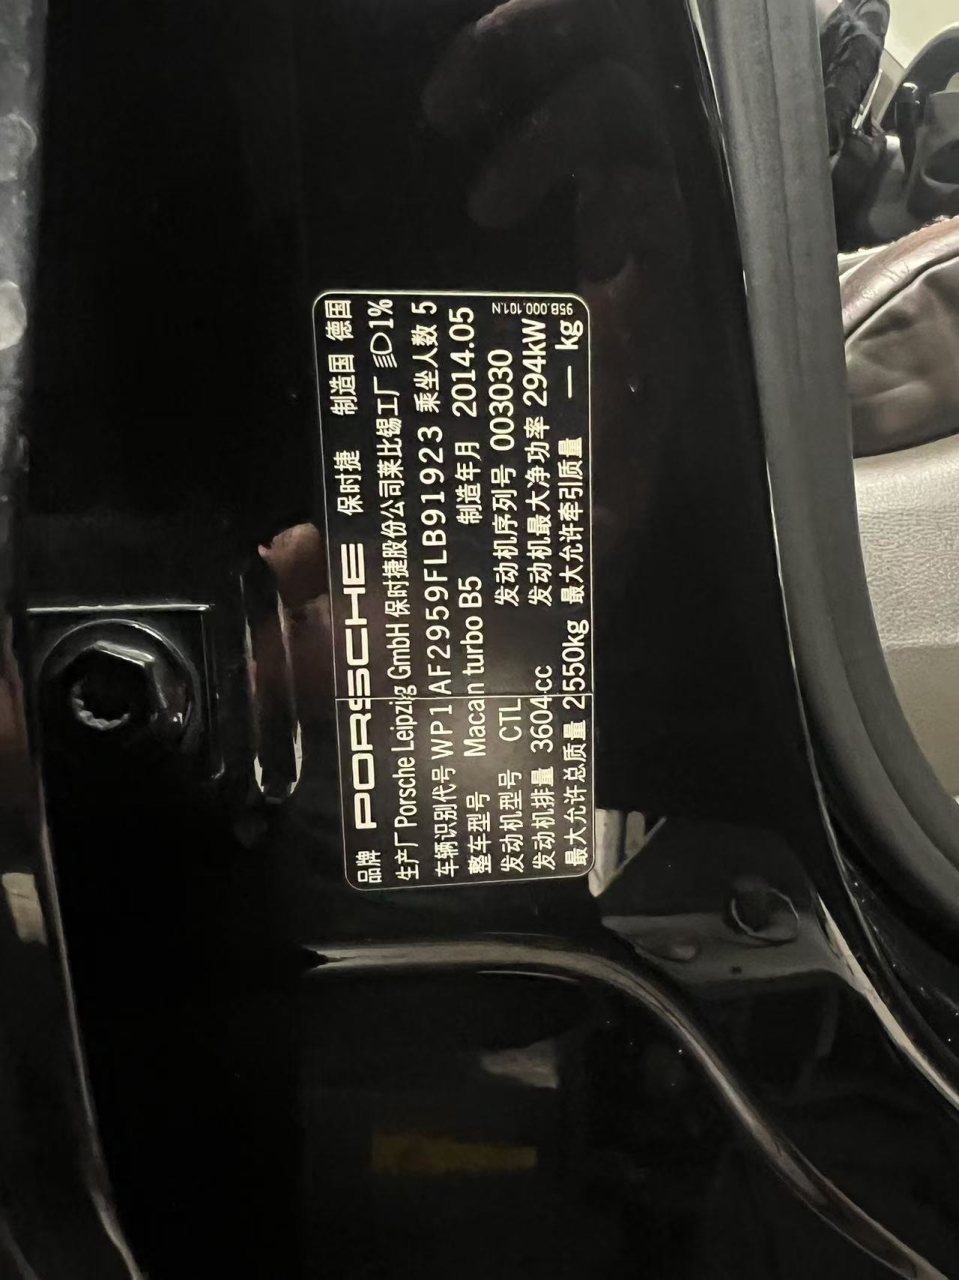 品牌 PORSCHE 保时捷 制造国 德国
生产厂 Porsche Leipzig GmbH 保时捷股份公司莱比锡工厂 1%
车辆识别代号 WP1AF2959FLB91923 乘坐人数 5
整车型号 Macan turbo B5 制造年月 2014.05
发动机型号 CTL 发动机序列号 003030
发动机排量 3604cc 发动机最大净功率 294kW
最大允许总质量 2550kg 最大允许牵引质量 — kg
95B.000.101.N